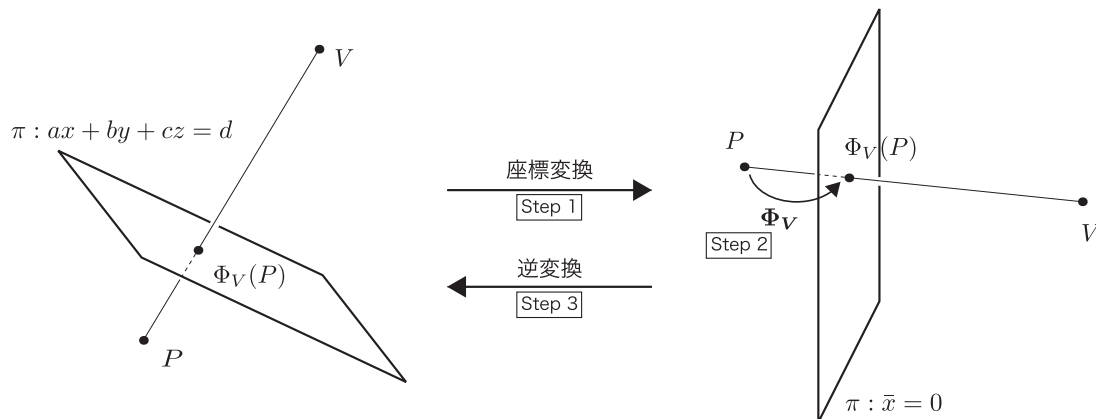 V
π : ax + by + cz = d
Φ_V(P)
P
座標変換
Step 1
逆変換
Step 3
P
Φ_V(P)
Φ_V
Step 2
V
π : x̄ = 0